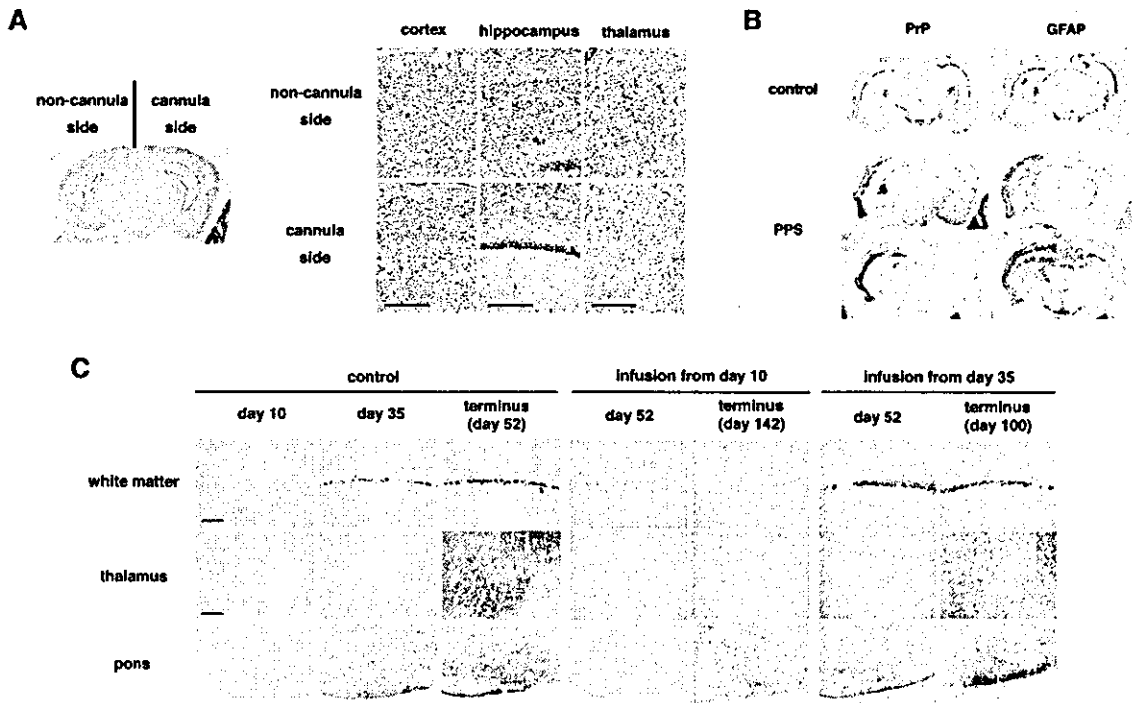 A
non-cannula side
cannula side
cortex
hippocampus
thalamus
non-cannula side
cannula side
B
PrP
GFAP
control
PPS
C
control
infusion from day 10
infusion from day 35
day 10
day 35
terminus (day 52)
day 52
terminus (day 142)
day 52
terminus (day 100)
white matter
thalamus
pons